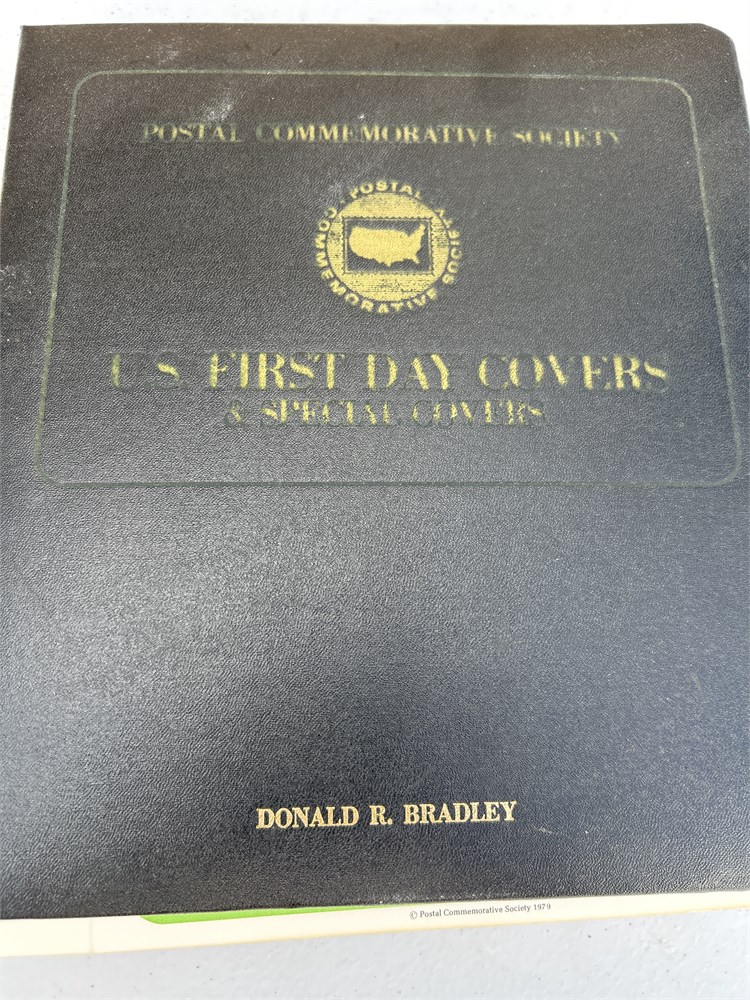 POSTAL COMMEMORATIVE SOCIETY
POSTAL COMMEMORATIVE SOCIETY
U.S. FIRST DAY COVERS
& SPECIAL COVERS
DONALD R. BRADLEY
© Postal Commemorative Society 1979